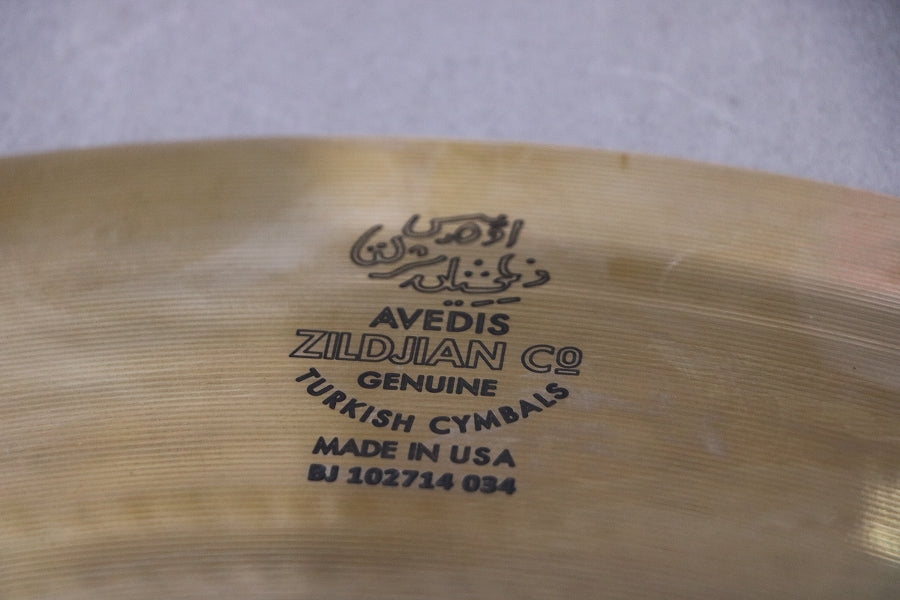 AVEDIS
ZILDJIAN Cº
GENUINE
TURKISH CYMBALS
MADE IN USA
BJ 102714 034